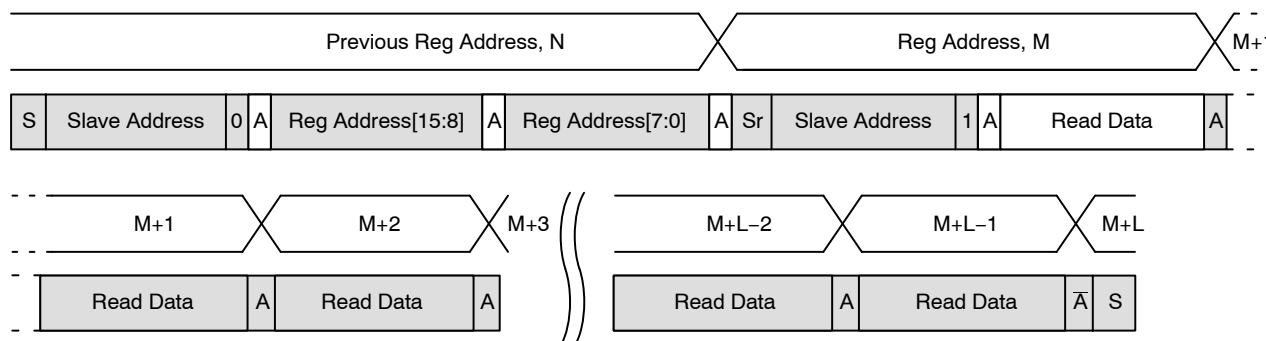 Previous Reg Address, N Reg Address, M M+1
S Slave Address 0 A Reg Address[15:8] A Reg Address[7:0] A Sr Slave Address 1 A Read Data A
M+1 M+2 M+3 M+L−2 M+L−1 M+L
Read Data A Read Data A Read Data A Read Data A̅ S